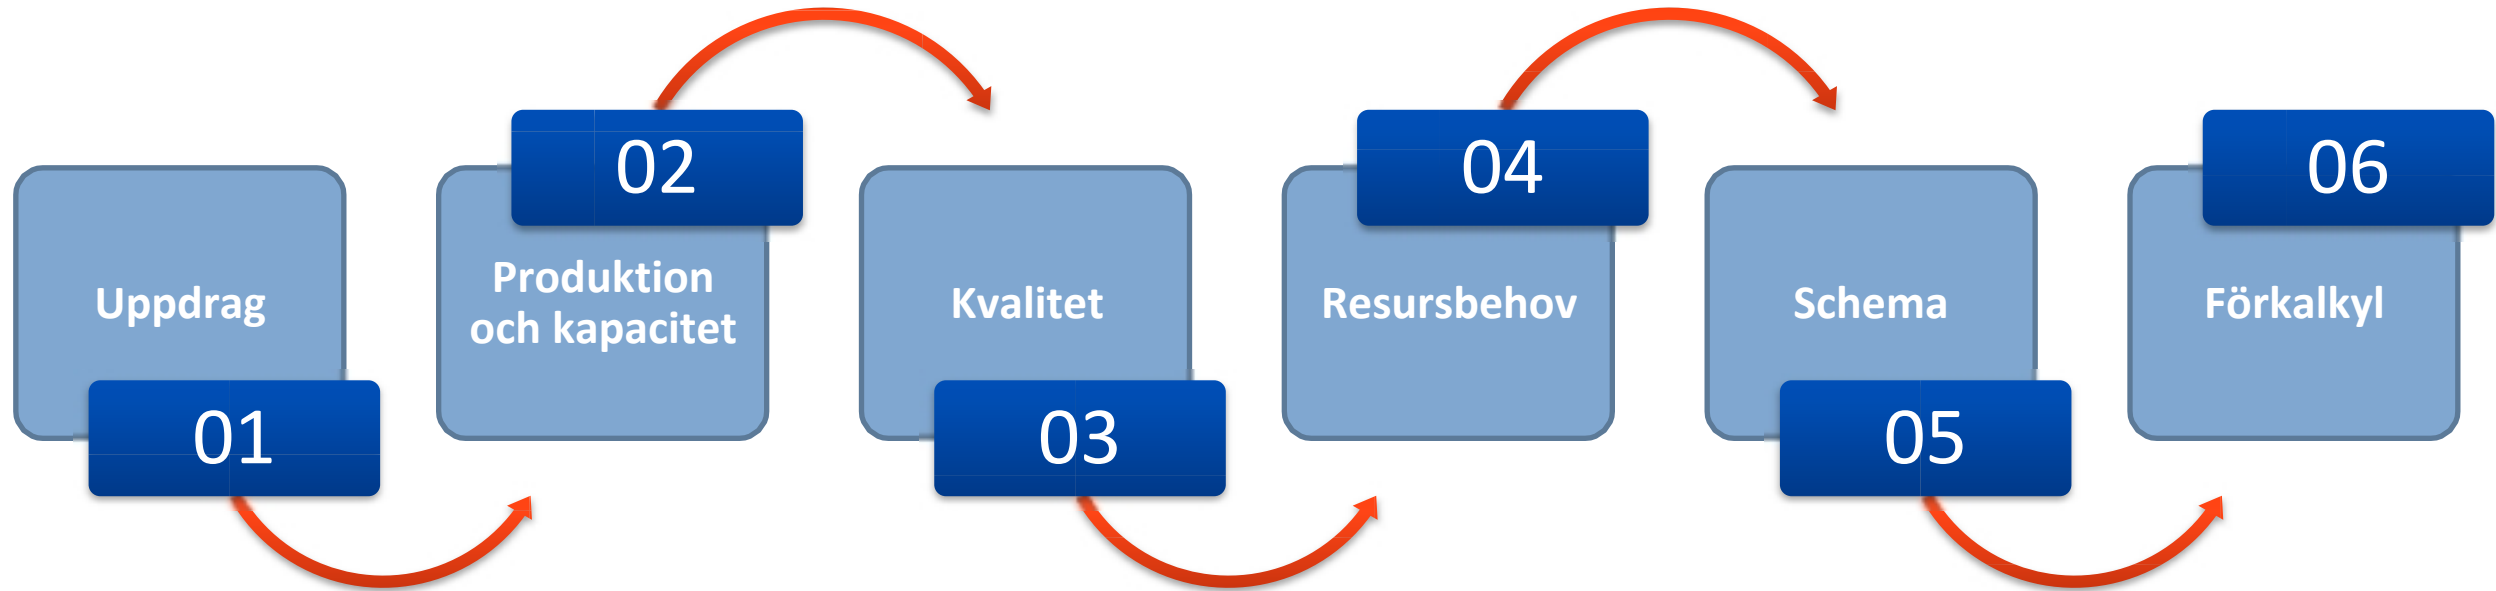 Uppdrag
01
02
Produktion
och kapacitet
Kvalitet
03
04
Resursbehov
Schema
05
06
Förkalkyl